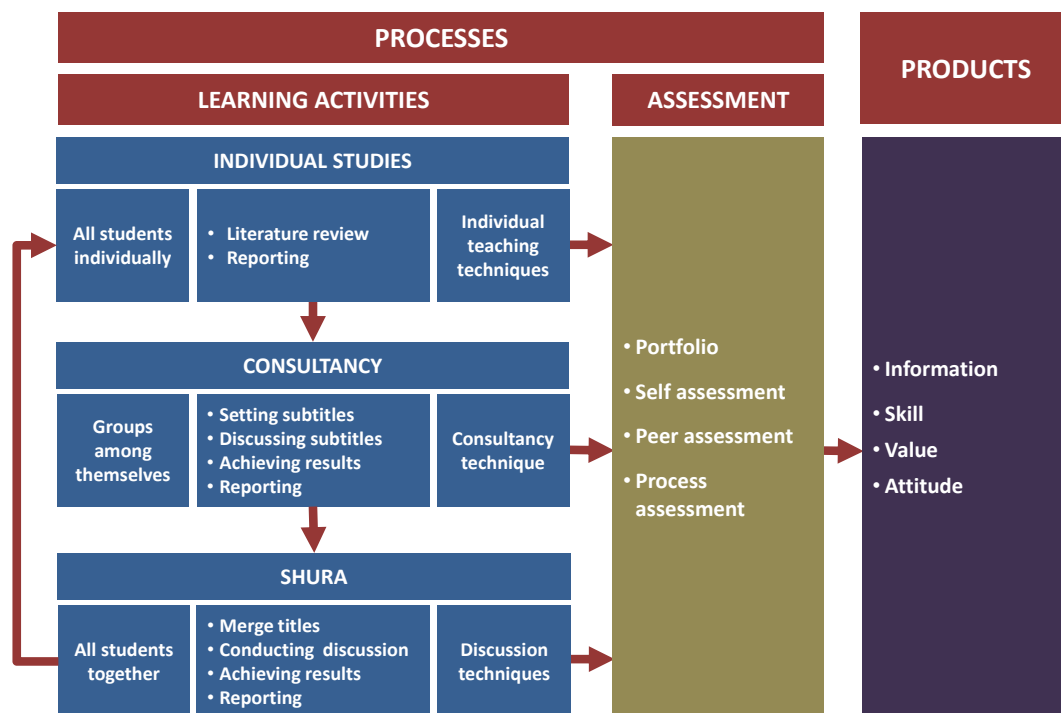 PROCESSES
PRODUCTS
LEARNING ACTIVITIES
ASSESSMENT
INDIVIDUAL STUDIES
All students
individually
• Literature review
• Reporting
Individual
teaching
techniques
CONSULTANCY
Groups
among
themselves
• Setting subtitles
• Discussing subtitles
• Achieving results
• Reporting
Consultancy
technique
SHURA
All students
together
• Merge titles
• Conducting discussion
• Achieving results
• Reporting
Discussion
techniques
• Portfolio
• Self assessment
• Peer assessment
• Process
assessment
• Information
• Skill
• Value
• Attitude